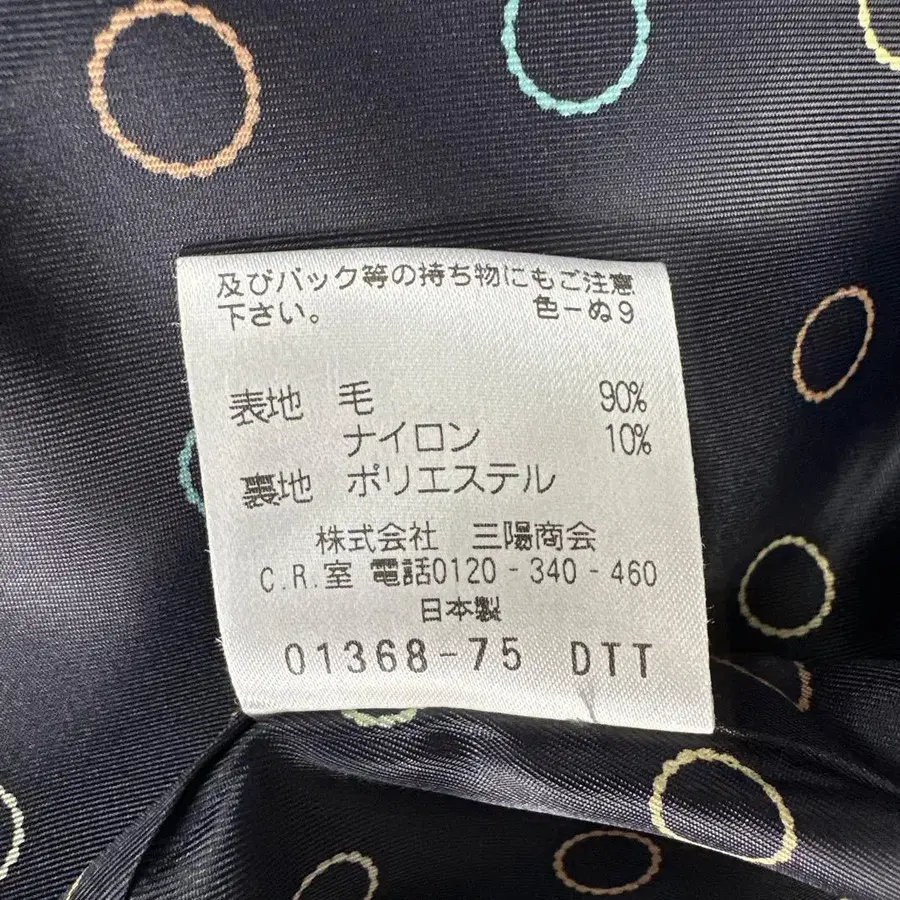 及びバック等の持ち物にもご注意
下さい。 色ーぬ9
表地 毛 90%
ナイロン 10%
裏地 ポリエステル
株式会社 三陽商会
C.R.室 電話0120-340-460
日本製
01368-75 DTT